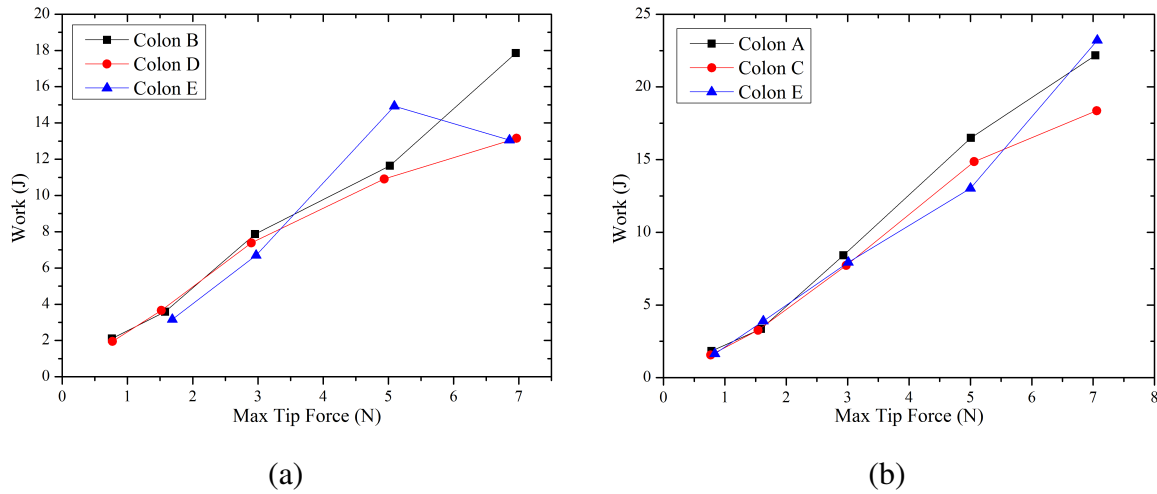 Colon B
Colon D
Colon E
20
18
16
14
12
10
8
6
4
2
0
Work (J)
0 1 2 3 4 5 6 7
Max Tip Force (N)
(a)
Colon A
Colon C
Colon E
25
20
15
10
5
0
Work (J)
0 1 2 3 4 5 6 7 8
Max Tip Force (N)
(b)